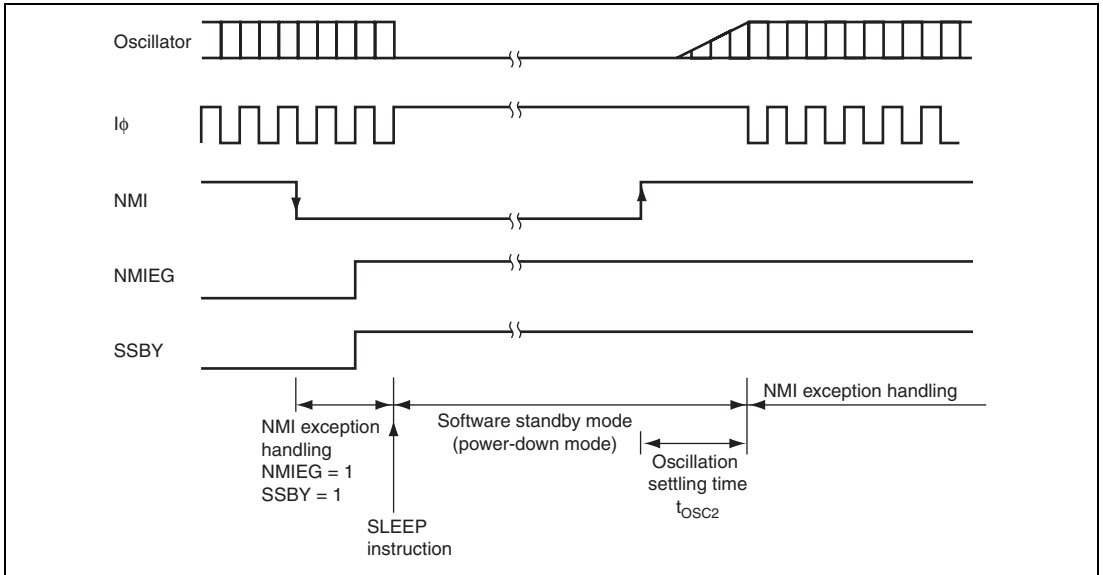 Oscillator
Iφ
NMI
NMIEG
SSBY
NMI exception
handling
NMIEG = 1
SSBY = 1
Software standby mode
(power-down mode)
NMI exception handling
Oscillation
settling time
tOSC2
SLEEP
instruction